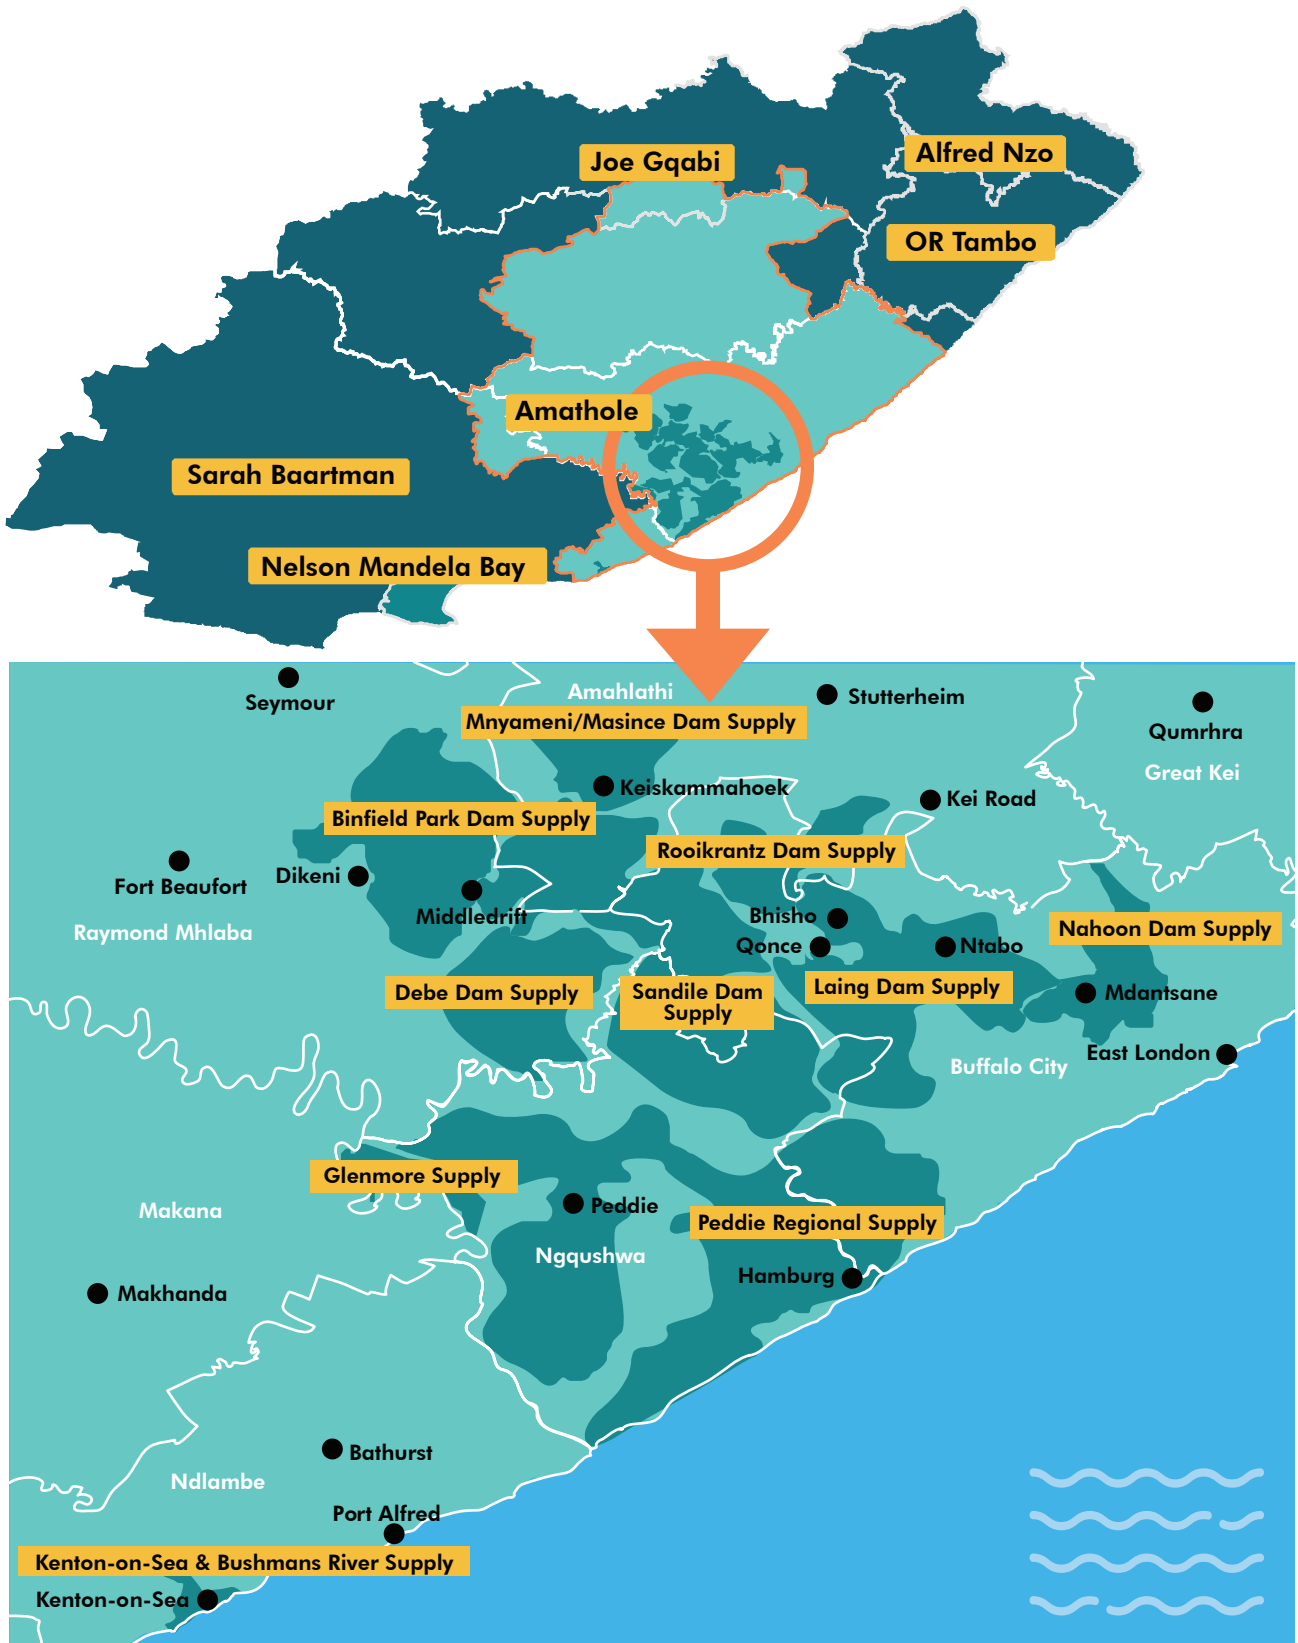 Joe Gqabi
Alfred Nzo
OR Tambo
Amathole
Sarah Baartman
Nelson Mandela Bay
Seymour
Amahlathi
Stutterheim
Mnyameni/Masince Dam Supply
Qumrhra
Great Kei
Keiskammahoek
Kei Road
Binfield Park Dam Supply
Rooikrantz Dam Supply
Fort Beaufort
Dikeni
Middledrift
Bhisho
Raymond Mhlaba
Qonce
Ntabo
Nahoon Dam Supply
Debe Dam Supply
Sandile Dam
Supply
Laing Dam Supply
Mdantsane
East London
Buffalo City
Glenmore Supply
Makana
Peddie
Peddie Regional Supply
Ngqushwa
Hamburg
Makhanda
Bathurst
Ndlambe
Port Alfred
Kenton-on-Sea & Bushmans River Supply
Kenton-on-Sea